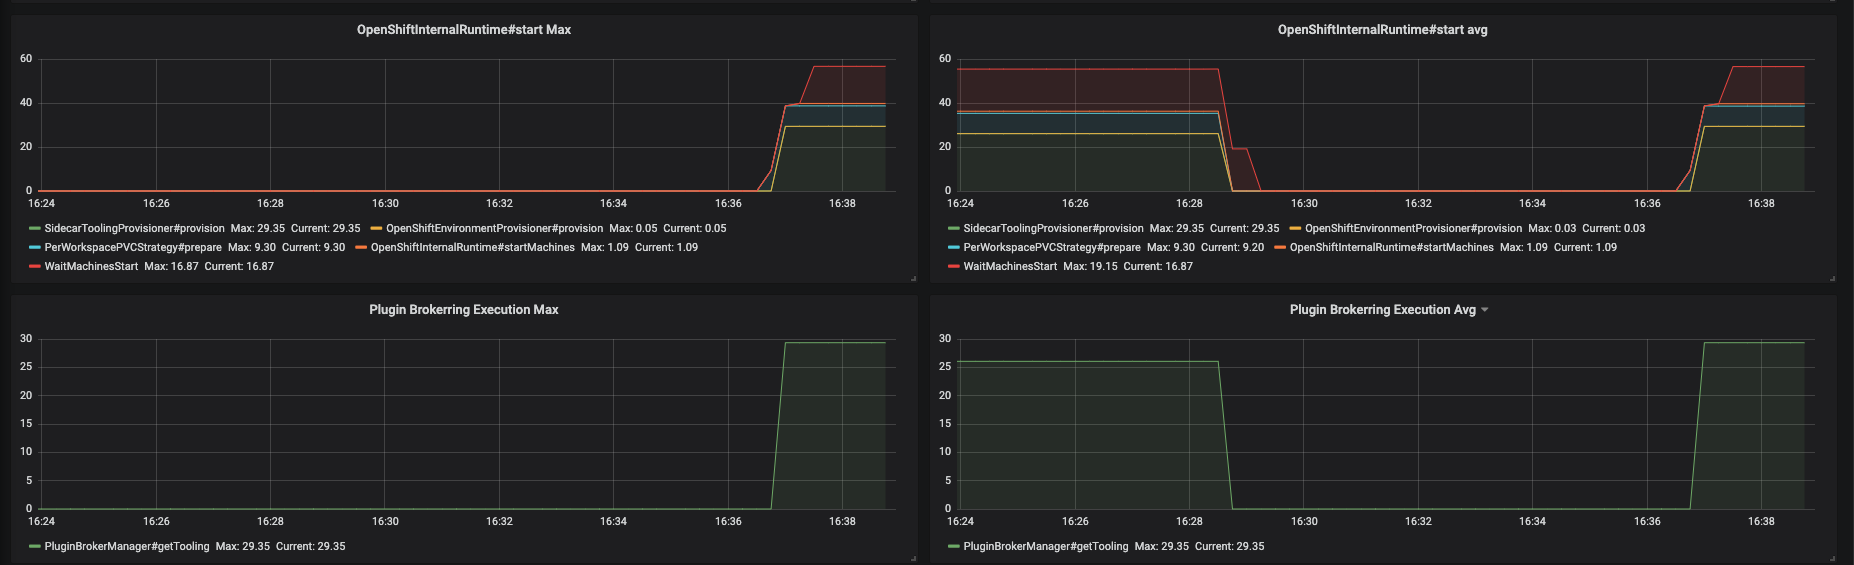 OpenShiftInternalRuntime#start Max
60
40
20
0
16:24 16:26 16:28 16:30 16:32 16:34 16:36 16:38
SidecarToolingProvisioner#provision Max: 29.35 Current: 29.35 OpenShiftEnvironmentProvisioner#provision Max: 0.05 Current: 0.05
PerWorkspacePVCStrategy#prepare Max: 9.30 Current: 9.30 OpenShiftInternalRuntime#startMachines Max: 1.09 Current: 1.09
WaitMachinesStart Max: 16.87 Current: 16.87
OpenShiftInternalRuntime#start avg
60
40
20
0
16:24 16:26 16:28 16:30 16:32 16:34 16:36 16:38
SidecarToolingProvisioner#provision Max: 29.35 Current: 29.35 OpenShiftEnvironmentProvisioner#provision Max: 0.03 Current: 0.03
PerWorkspacePVCStrategy#prepare Max: 9.30 Current: 9.20 OpenShiftInternalRuntime#startMachines Max: 1.09 Current: 1.09
WaitMachinesStart Max: 19.15 Current: 16.87
Plugin Brokerring Execution Max
30
25
20
15
10
5
0
16:24 16:26 16:28 16:30 16:32 16:34 16:36 16:38
PluginBrokerManager#getTooling Max: 29.35 Current: 29.35
Plugin Brokerring Execution Avg
30
25
20
15
10
5
0
16:24 16:26 16:28 16:30 16:32 16:34 16:36 16:38
PluginBrokerManager#getTooling Max: 29.35 Current: 29.35